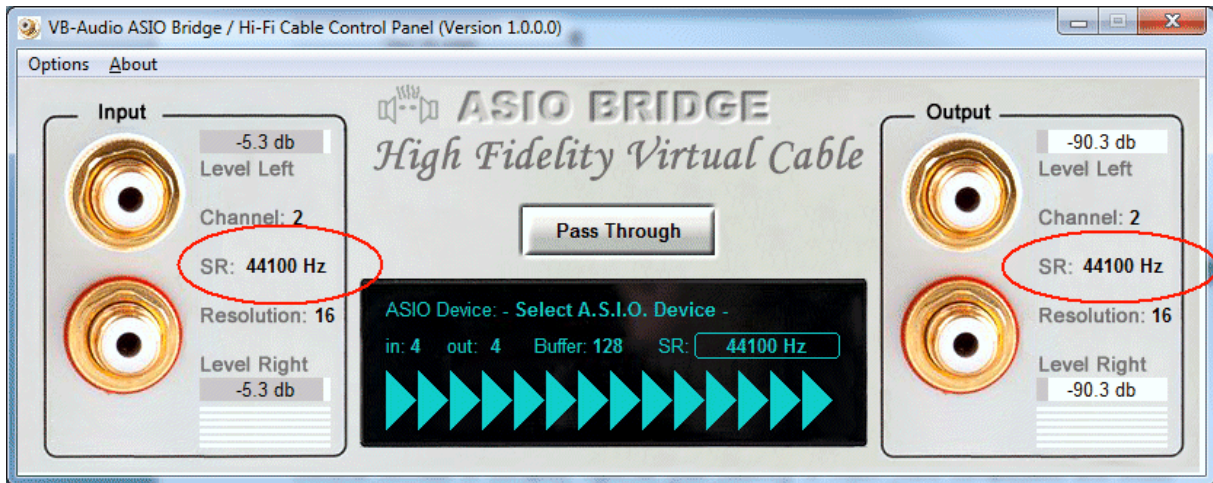 VB-Audio ASIO Bridge / Hi-Fi Cable Control Panel (Version 1.0.0.0)
Options About
Input
-5.3 db
Level Left
Channel: 2
SR: 44100 Hz
Resolution: 16
Level Right
-5.3 db
ASIO BRIDGE
High Fidelity Virtual Cable
Pass Through
ASIO Device: - Select A.S.I.O. Device -
in: 4 out: 4 Buffer: 128 SR: 44100 Hz
Output
-90.3 db
Level Left
Channel: 2
SR: 44100 Hz
Resolution: 16
Level Right
-90.3 db